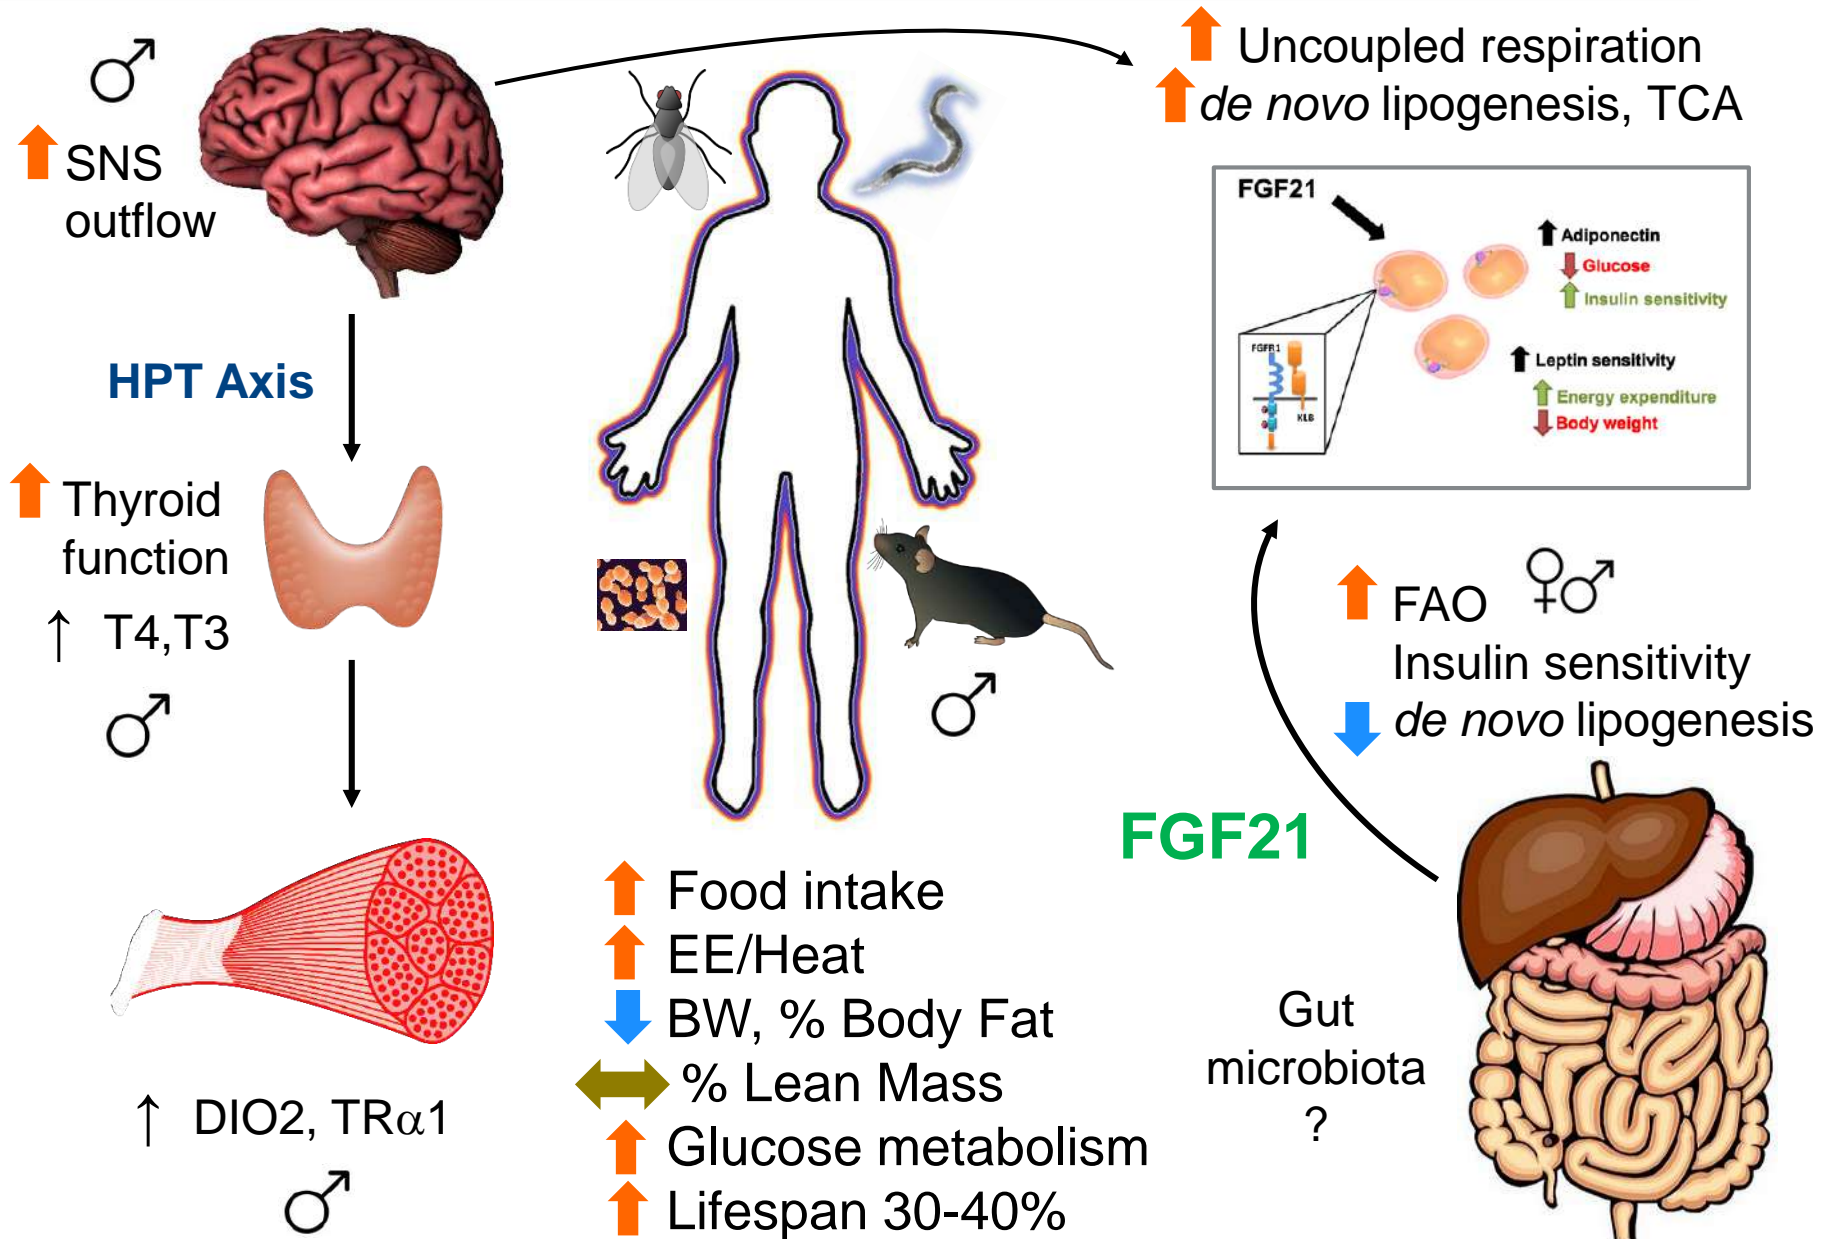 SNS
outflow
HPT Axis
Thyroid
function
↑ T4,T3
↑ DIO2, TRα1
Food intake
EE/Heat
BW, % Body Fat
% Lean Mass
Glucose metabolism
Lifespan 30-40%
Uncoupled respiration
de novo lipogenesis, TCA
FGF21
Adiponectin
Glucose
Insulin sensitivity
Leptin sensitivity
Energy expenditure
Body weight
FGFR1
KLB
FAO
Insulin sensitivity
de novo lipogenesis
FGF21
Gut
microbiota
?